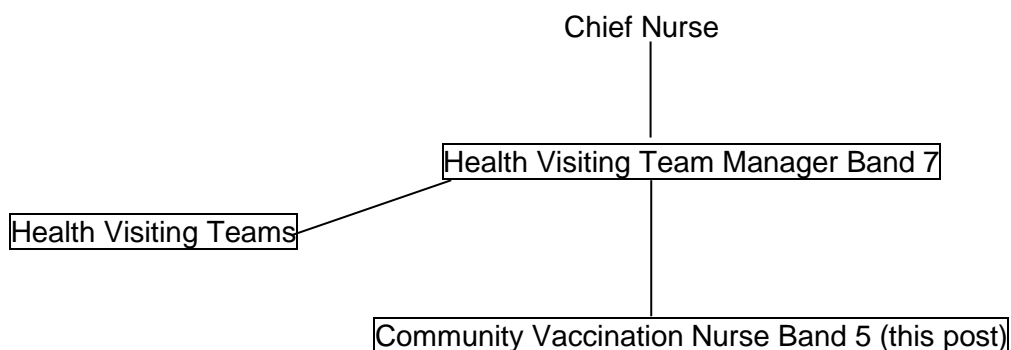 Chief Nurse
Health Visiting Team Manager Band 7
Health Visiting Teams
Community Vaccination Nurse Band 5 (this post)